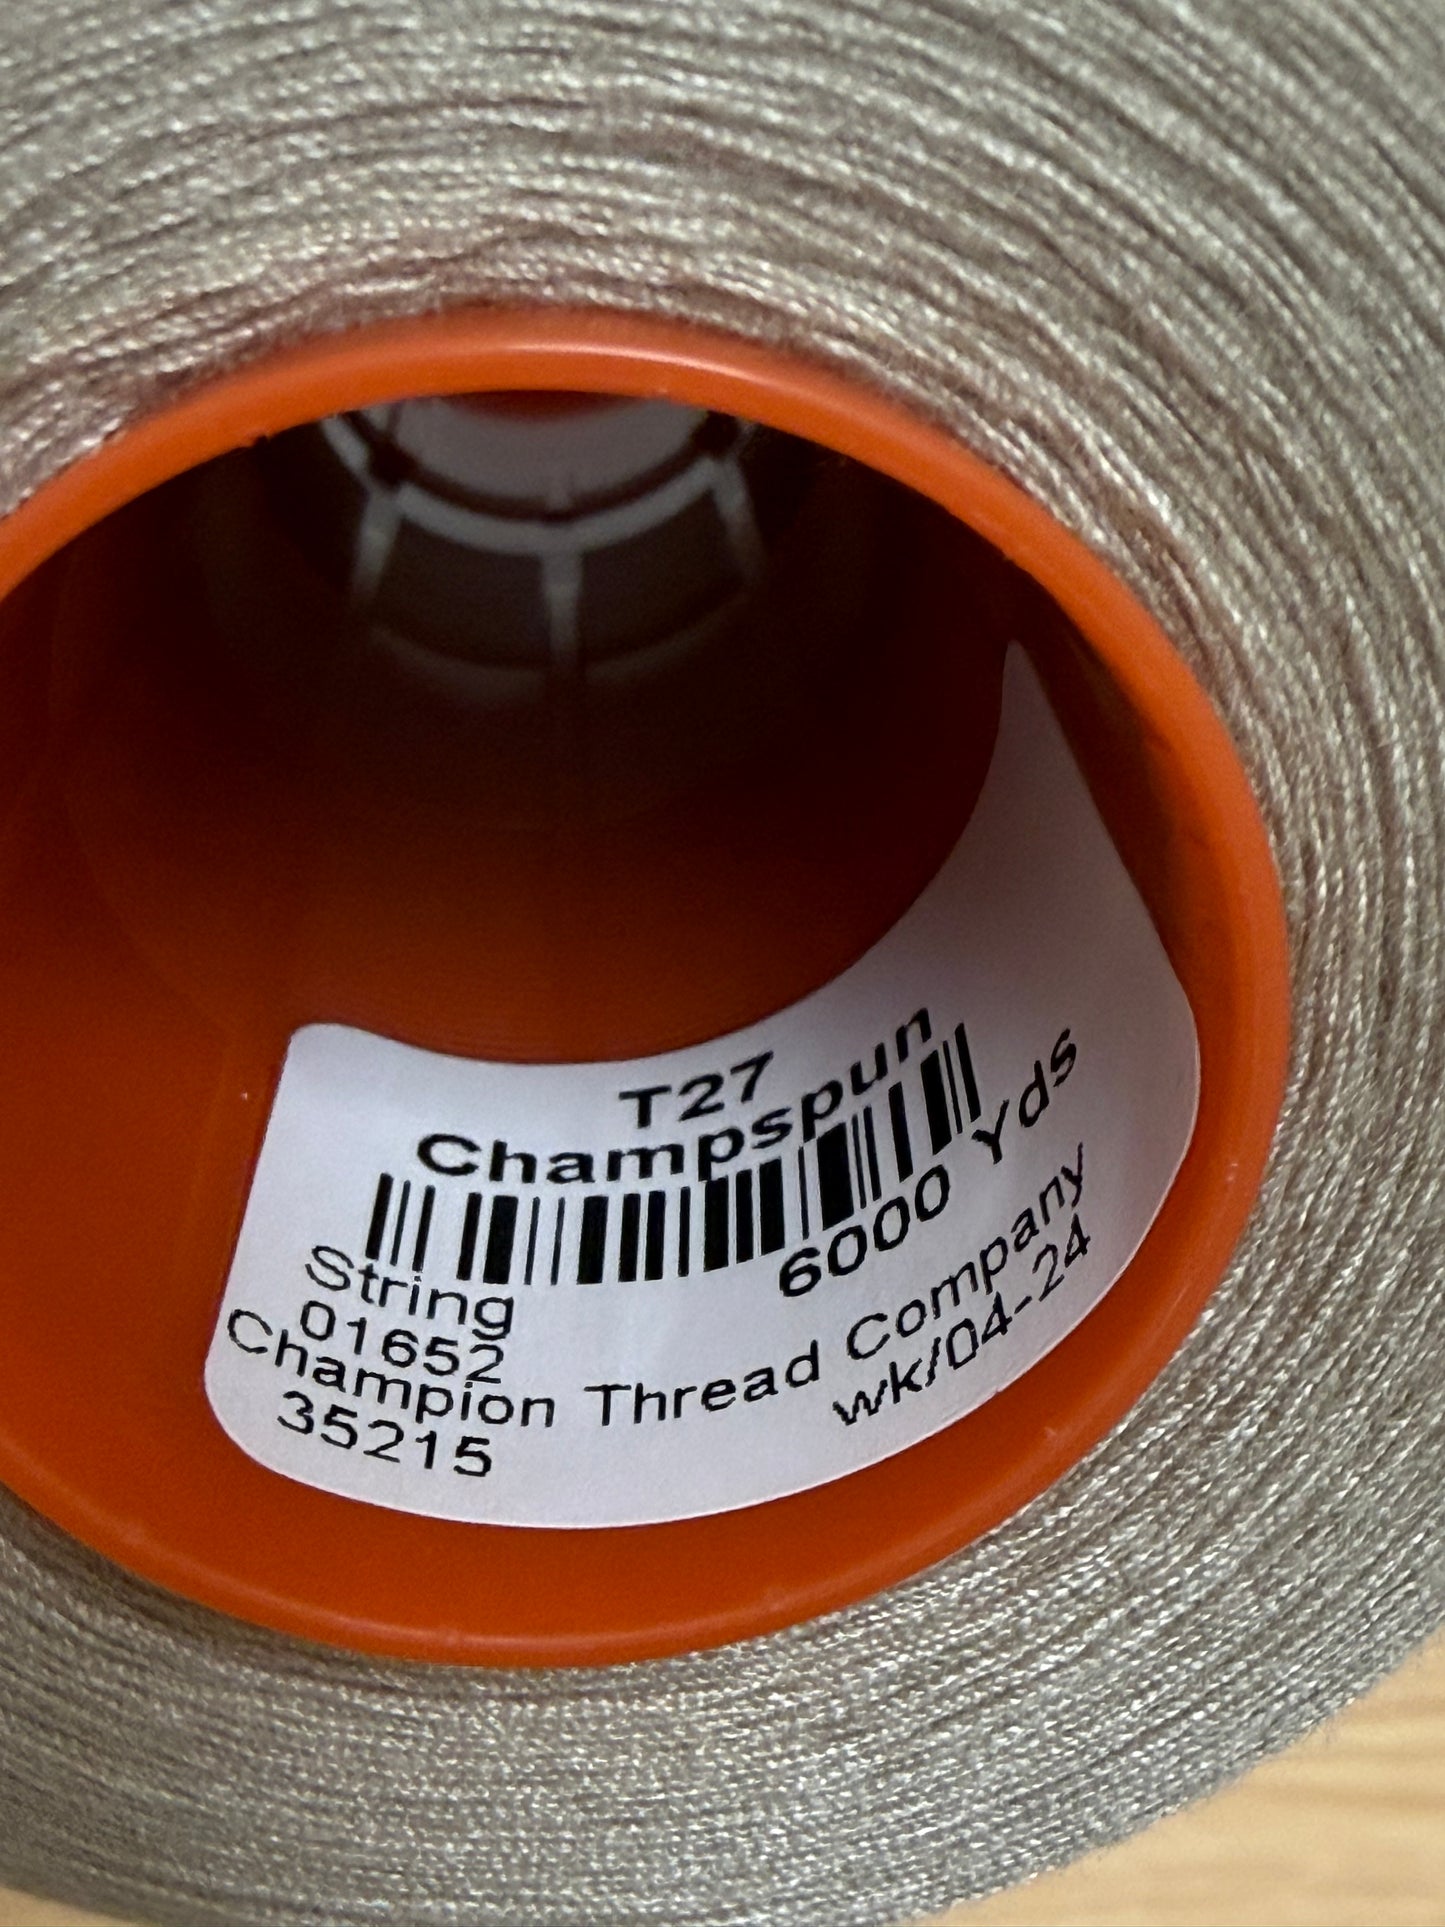 T27
Champspun
6000 Yds
String
01652
Champion Thread Company
35215
wk/04-24